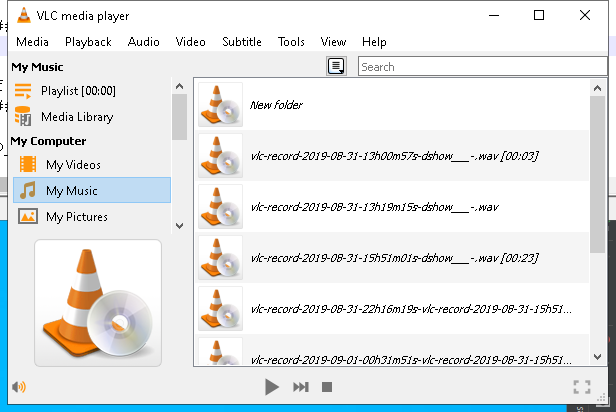 VLC media player
Media Playback Audio Video Subtitle Tools View Help
My Music
Search
Playlist [00:00]
Media Library
My Computer
My Videos
My Music
My Pictures
New folder
vlc-record-2019-08-31-13h00m57s-dshow___-.wav [00:03]
vlc-record-2019-08-31-13h19m15s-dshow___-.wav
vlc-record-2019-08-31-15h51m01s-dshow___-.wav [00:23]
vlc-record-2019-08-31-22h16m19s-vlc-record-2019-08-31-15h51...
vlc-record-2019-09-01-00h31m51s-vlc-record-2019-08-31-15h51...